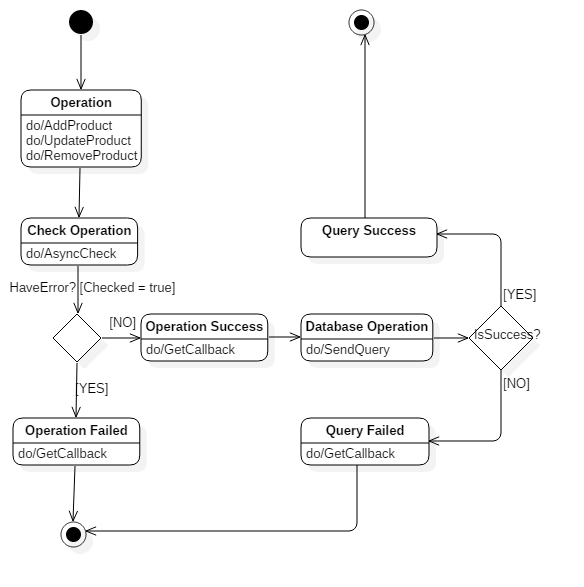 Operation
do/AddProduct
do/UpdateProduct
do/RemoveProduct
Check Operation
do/AsyncCheck
HaveError? [Checked = true]
[NO]
[YES]
Operation Success
do/GetCallback
Database Operation
do/SendQuery
IsSuccess?
[YES]
[NO]
Query Success
Operation Failed
do/GetCallback
Query Failed
do/GetCallback